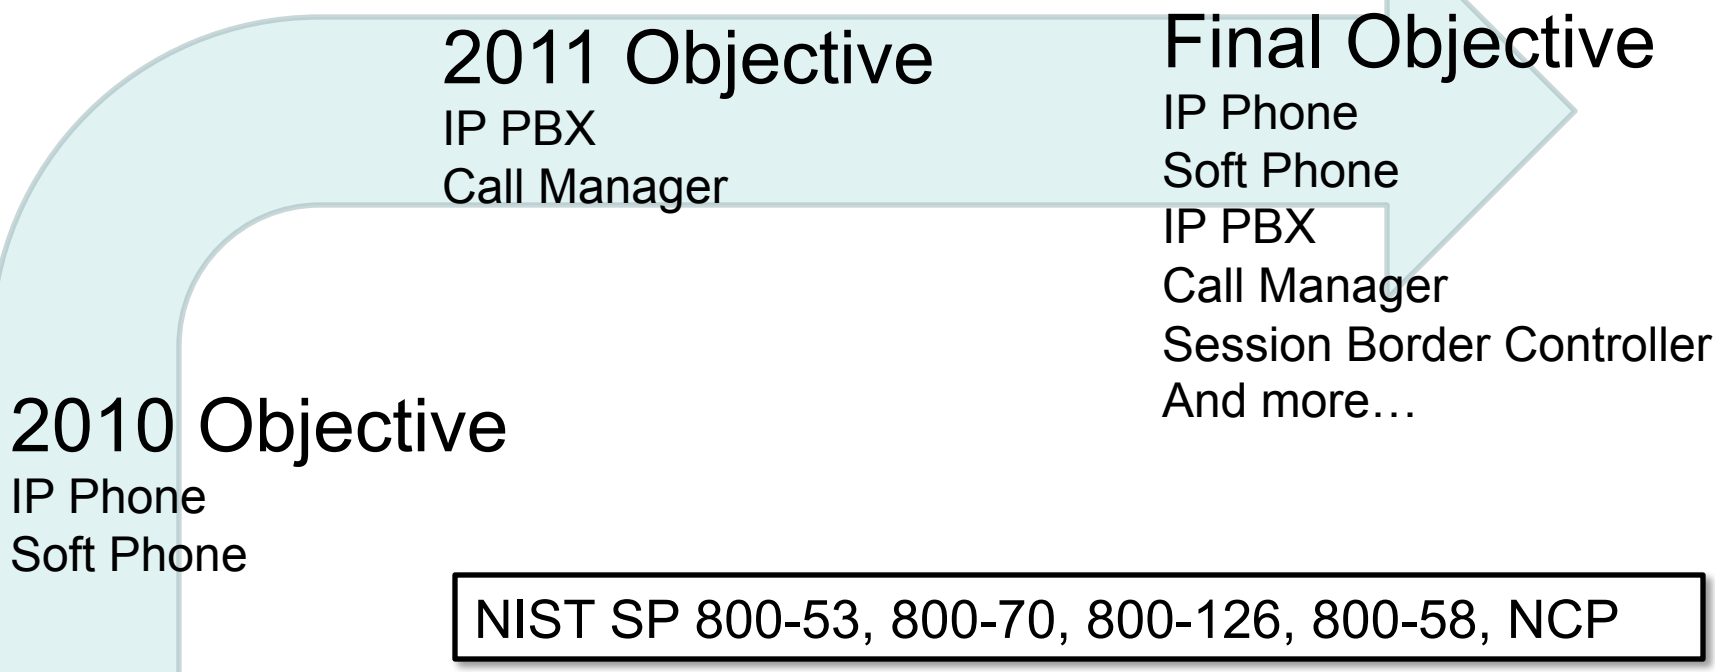 2011 Objective
IP PBX
Call Manager
Final Objective
IP Phone
Soft Phone
IP PBX
Call Manager
Session Border Controller
And more…
2010 Objective
IP Phone
Soft Phone
NIST SP 800-53, 800-70, 800-126, 800-58, NCP